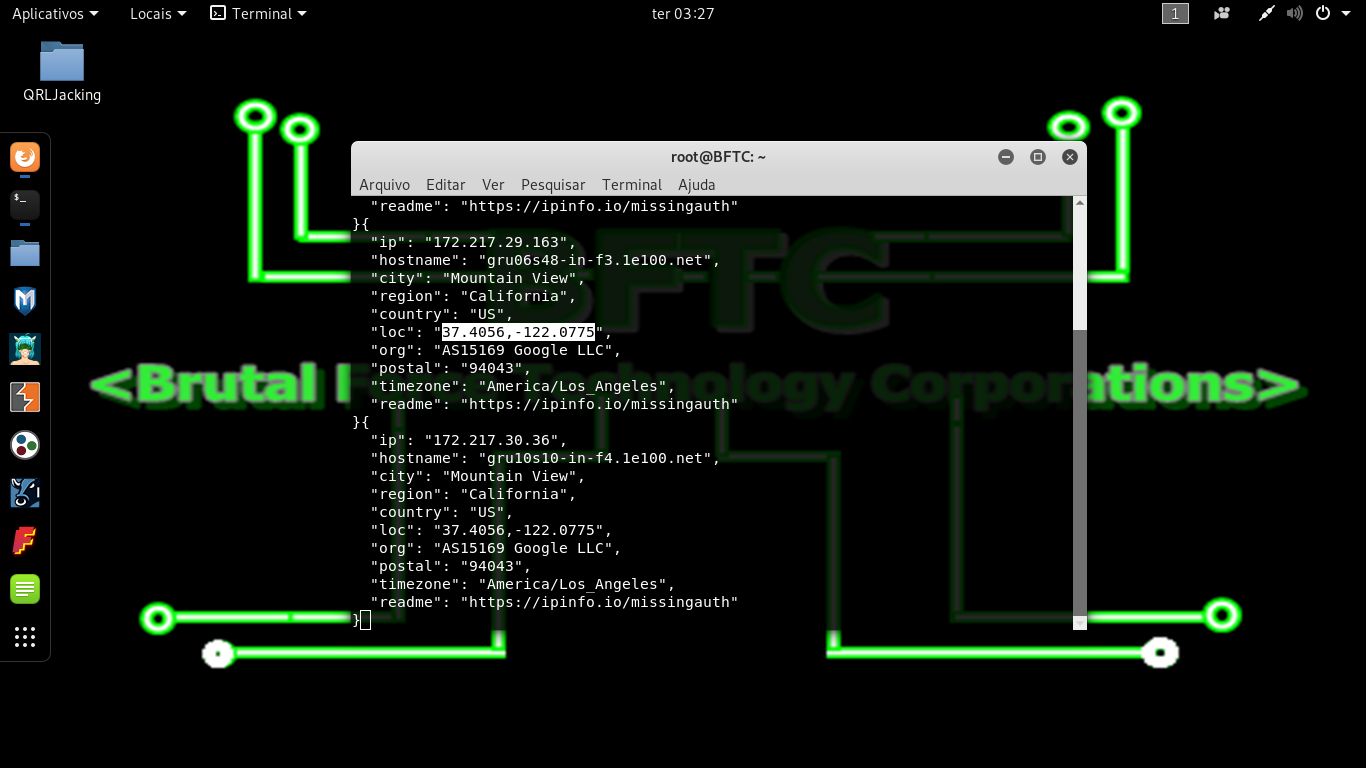 Aplicativos Locais Terminal ter 03:27 1
QRLJacking
root@BFTC: ~
Arquivo Editar Ver Pesquisar Terminal Ajuda
"readme": "https://ipinfo.io/missingauth"
}{
"ip": "172.217.29.163",
"hostname": "gru06s48-in-f3.1e100.net",
"city": "Mountain View",
"region": "California",
"country": "US",
"loc": "37.4056,-122.0775",
"org": "AS15169 Google LLC",
"postal": "94043",
"timezone": "America/Los_Angeles",
"readme": "https://ipinfo.io/missingauth"
}{
"ip": "172.217.30.36",
"hostname": "gru10s10-in-f4.1e100.net",
"city": "Mountain View",
"region": "California",
"country": "US",
"loc": "37.4056,-122.0775",
"org": "AS15169 Google LLC",
"postal": "94043",
"timezone": "America/Los_Angeles",
"readme": "https://ipinfo.io/missingauth"
}
BFTC
<Brutal Technology Corporations>